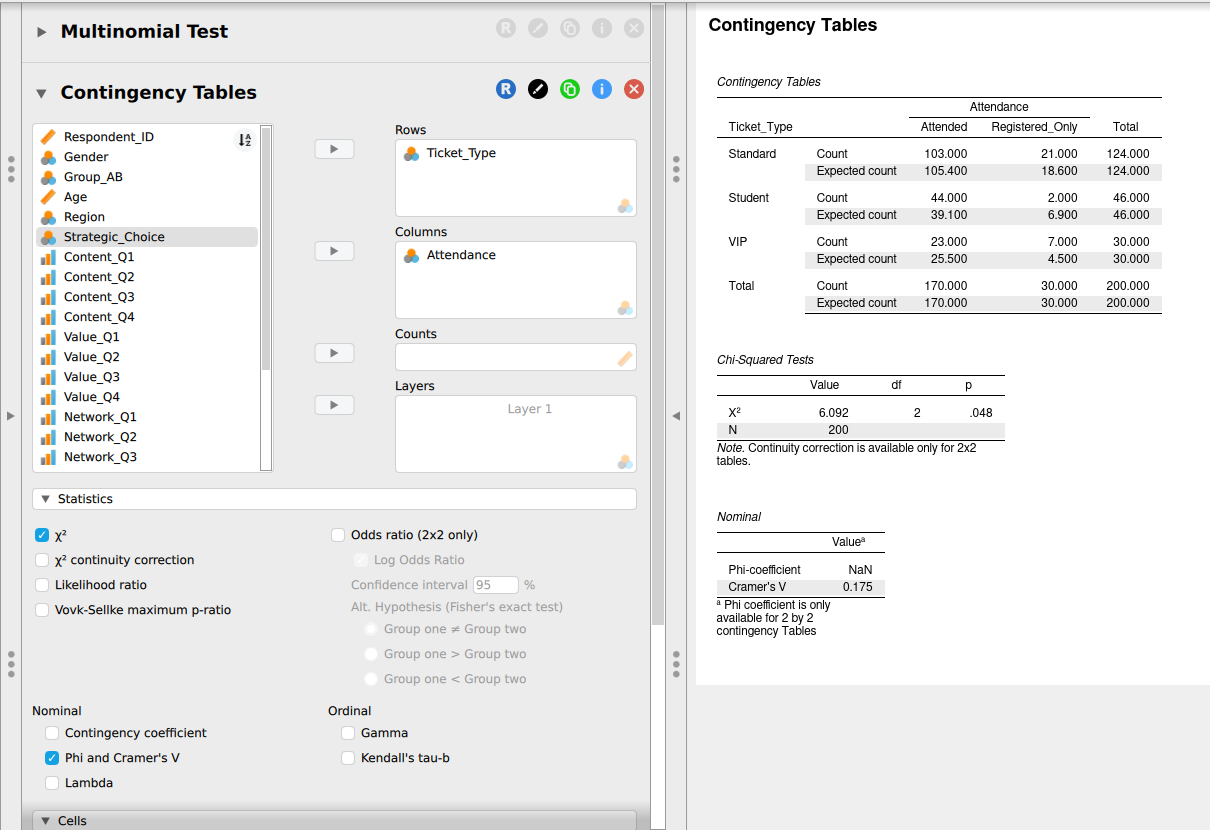 Multinomial Test
R
i
Contingency Tables
R
i
Respondent_ID
A
Z
Gender
Group_AB
Age
Region
Strategic_Choice
Content_Q1
Content_Q2
Content_Q3
Content_Q4
Value_Q1
Value_Q2
Value_Q3
Value_Q4
Network_Q1
Network_Q2
Network_Q3
Rows
Ticket_Type
Columns
Attendance
Counts
Layers
Layer 1
Statistics
χ²
χ² continuity correction
Likelihood ratio
Vovk-Sellke maximum p-ratio
Odds ratio (2x2 only)
Log Odds Ratio
Confidence interval 95 %
Alt. Hypothesis (Fisher's exact test)
Group one ≠ Group two
Group one > Group two
Group one < Group two
Nominal
Contingency coefficient
Phi and Cramer's V
Lambda
Ordinal
Gamma
Kendall's tau-b
Cells
Contingency Tables
Contingency Tables
Attendance
Ticket_Type Attended Registered_Only Total
Standard Count 103.000 21.000 124.000
Expected count 105.400 18.600 124.000
Student Count 44.000 2.000 46.000
Expected count 39.100 6.900 46.000
VIP Count 23.000 7.000 30.000
Expected count 25.500 4.500 30.000
Total Count 170.000 30.000 200.000
Expected count 170.000 30.000 200.000
Chi-Squared Tests
Value df p
X² 6.092 2 .048
N 200
Note. Continuity correction is available only for 2x2
tables.
Nominal
Valueᵃ
Phi-coefficient NaN
Cramer's V 0.175
ᵃ Phi coefficient is only
available for 2 by 2
contingency Tables